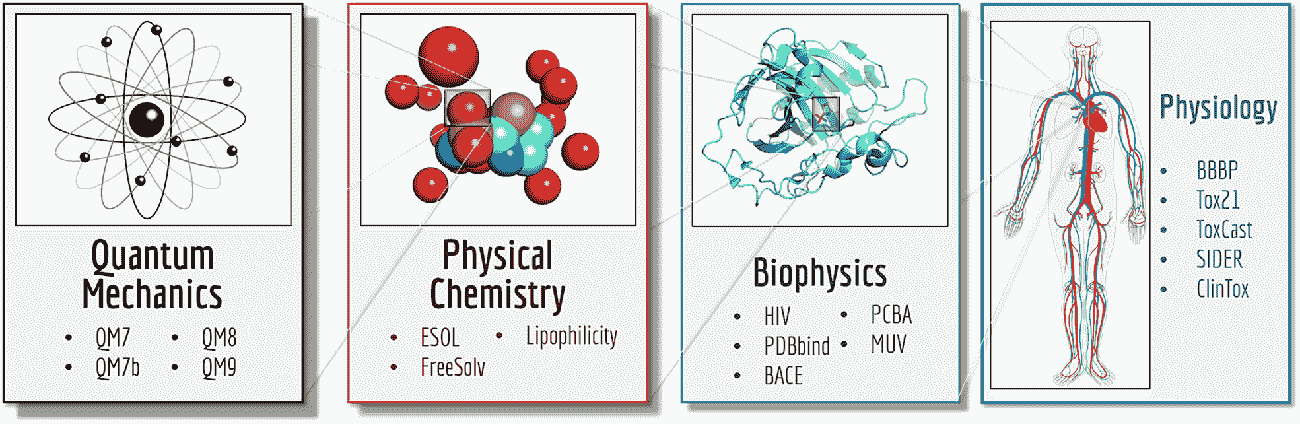 Quantum
Mechanics
• QM7
• QM8
• QM7b
• QM9
Physical
Chemistry
• ESOL
• Lipophilicity
• FreeSolv
Biophysics
• HIV
• PCBA
• PDBbind
• MUV
• BACE
Physiology
• BBBP
• Tox21
• ToxCast
• SIDER
• ClinTox